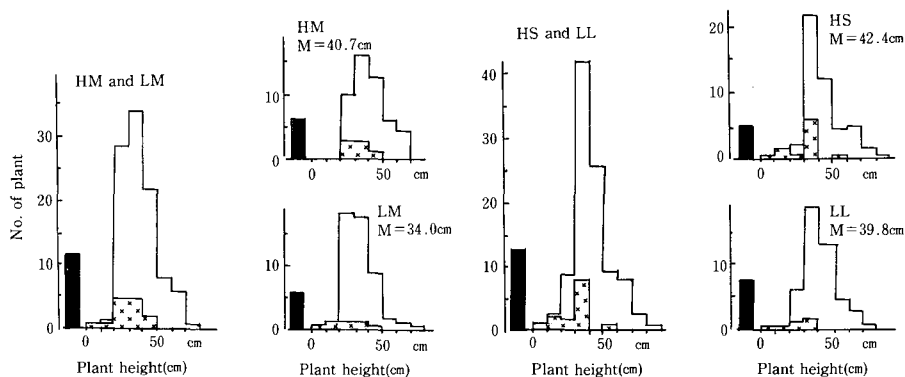 No. of plant
HM and LM
30
20
10
0
0
50
Plant height(cm)
HM
M=40.7cm
10
0
0
50
cm
LM
M=34.0cm
10
0
0
50
cm
Plant height(cm)
HS and LL
40
30
20
10
0
0
50
cm
Plant height(cm)
HS
M=42.4cm
20
10
0
0
50
cm
LL
M=39.8cm
10
0
0
50
cm
Plant height(cm)